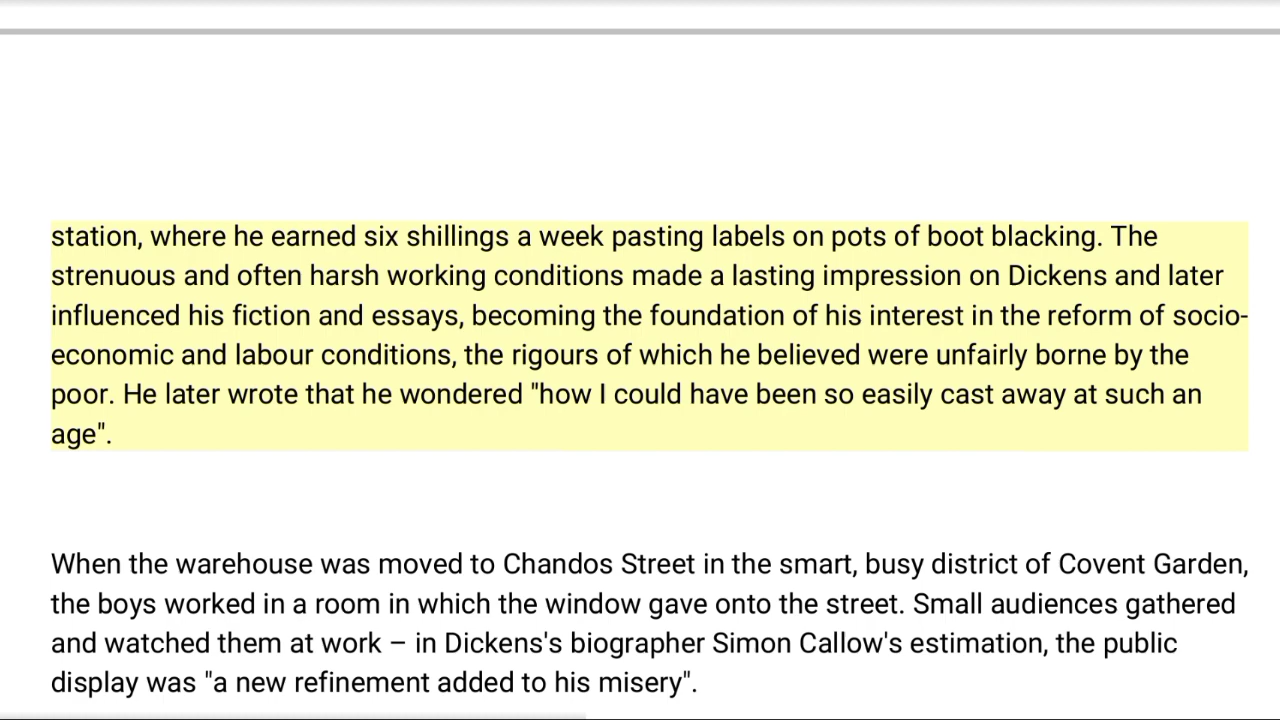 station, where he earned six shillings a week pasting labels on pots of boot blacking. The
strenuous and often harsh working conditions made a lasting impression on Dickens and later
influenced his fiction and essays, becoming the foundation of his interest in the reform of socio-
economic and labour conditions, the rigours of which he believed were unfairly borne by the
poor. He later wrote that he wondered "how I could have been so easily cast away at such an
age".
When the warehouse was moved to Chandos Street in the smart, busy district of Covent Garden,
the boys worked in a room in which the window gave onto the street. Small audiences gathered
and watched them at work – in Dickens's biographer Simon Callow's estimation, the public
display was "a new refinement added to his misery".